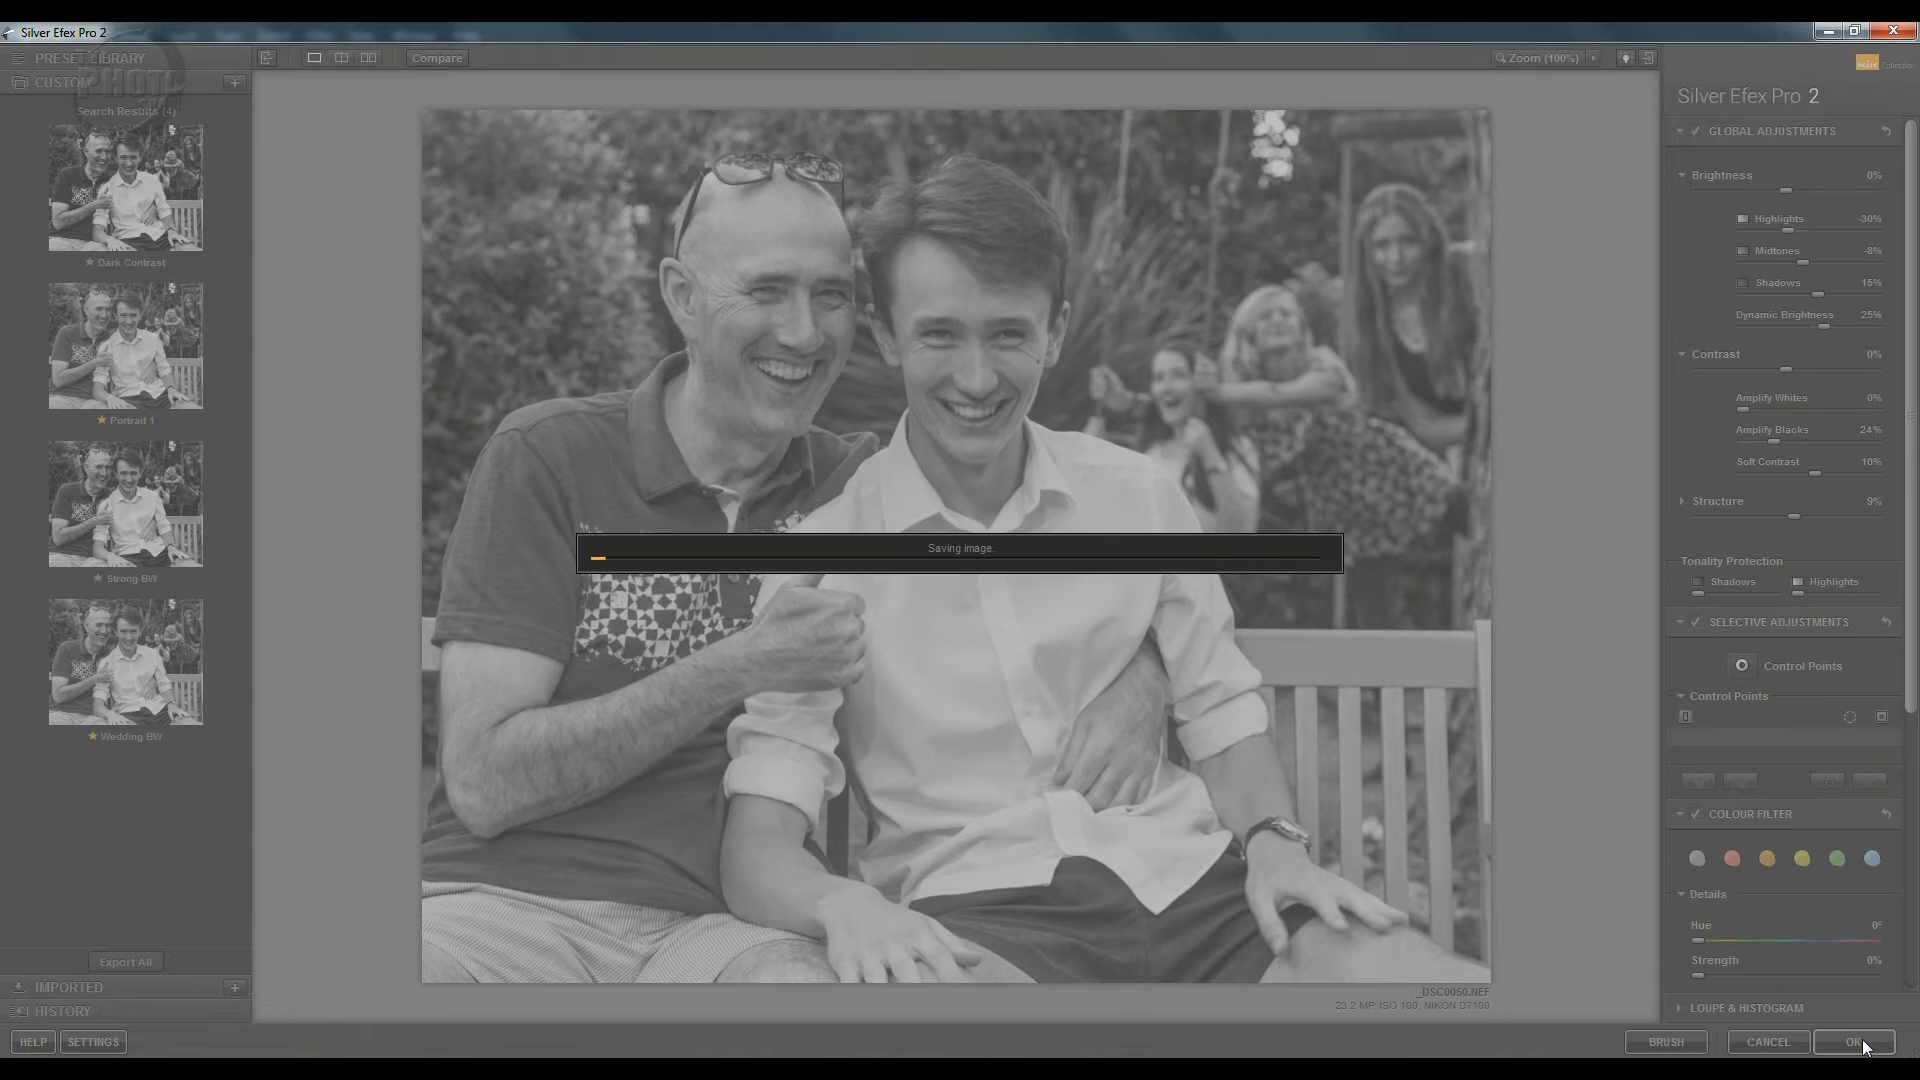 Silver Efex Pro 2
PRESET LIBRARY
Compare
Zoom (100%)
Nik Collection
CUSTOM
PHOTO
Silver Efex Pro 2
Search Results (4)
Dark Contrast
Portrait 1
Strong BW
Wedding BW
Export All
IMPORTED
HISTORY
HELP
SETTINGS
Saving image.
_DSC0050.NEF
23.2 MP, ISO 100, NIKON D7100
GLOBAL ADJUSTMENTS
Brightness 0%
Highlights -30%
Midtones -8%
Shadows 15%
Dynamic Brightness 25%
Contrast 0%
Amplify Whites 0%
Amplify Blacks 24%
Soft Contrast 10%
Structure 9%
Tonality Protection
Shadows Highlights
SELECTIVE ADJUSTMENTS
Control Points
Control Points
COLOUR FILTER
Details
Hue 0°
Strength 0%
LOUPE & HISTOGRAM
BRUSH
CANCEL
OK